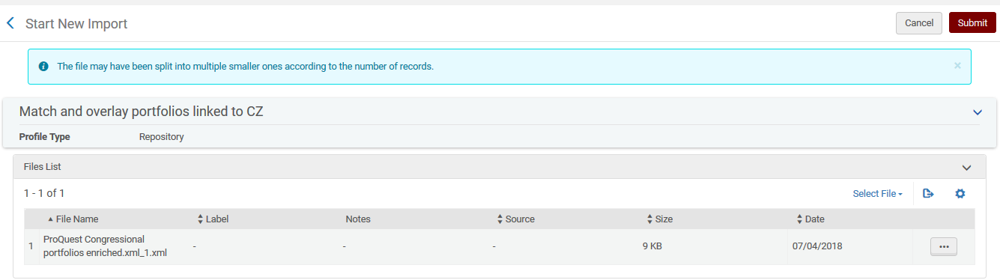 Start New Import
Cancel
Submit
The file may have been split into multiple smaller ones according to the number of records.
×
Match and overlay portfolios linked to CZ
Profile Type Repository
Files List
1 - 1 of 1
Select File
File Name Label Notes Source Size Date
1 ProQuest Congressional portfolios enriched.xml_1.xml - - - 9 KB 07/04/2018